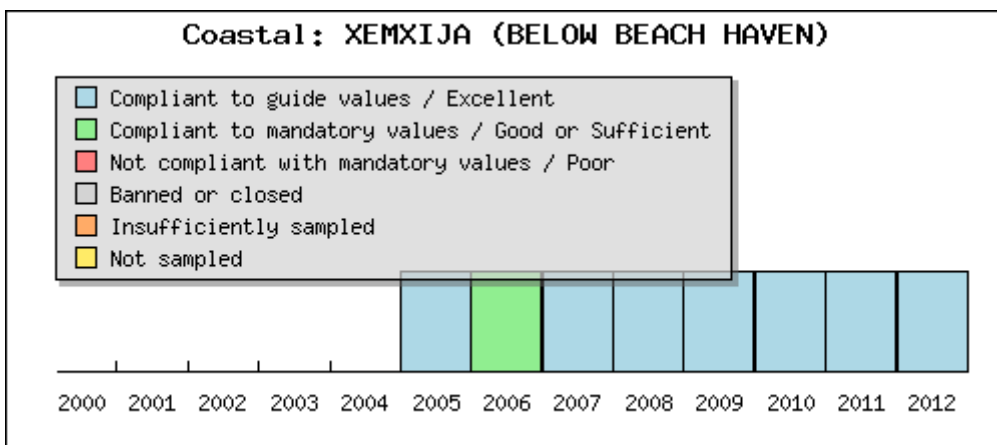 Coastal: XEMXIJA (BELOW BEACH HAVEN)
Compliant to guide values / Excellent
Compliant to mandatory values / Good or Sufficient
Not compliant with mandatory values / Poor
Banned or closed
Insufficiently sampled
Not sampled
2000 2001 2002 2003 2004 2005 2006 2007 2008 2009 2010 2011 2012